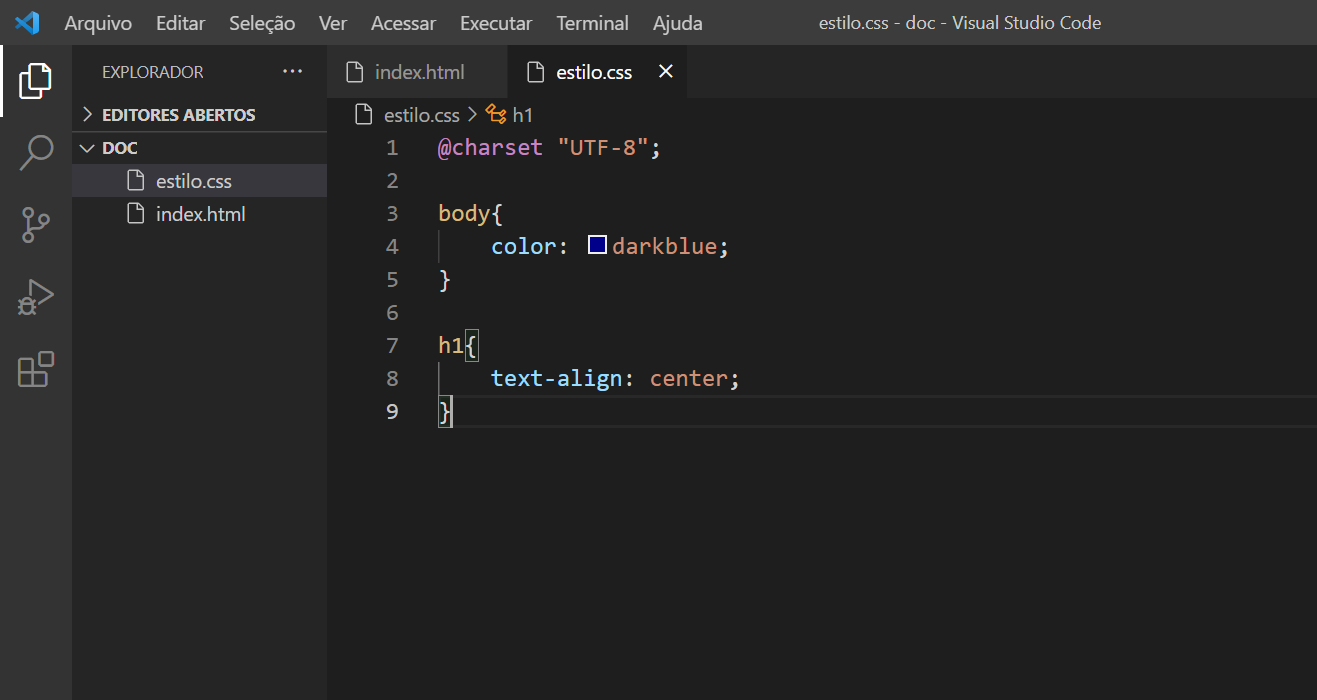 Arquivo Editar Seleção Ver Acessar Executar Terminal Ajuda estilo.css - doc - Visual Studio Code
EXPLORADOR ···
index.html estilo.css ×
EDITORES ABERTOS
DOC
estilo.css
index.html
estilo.css > h1
1 @charset "UTF-8";
2
3 body{
4 color: darkblue;
5 }
6
7 h1{
8 text-align: center;
9 }